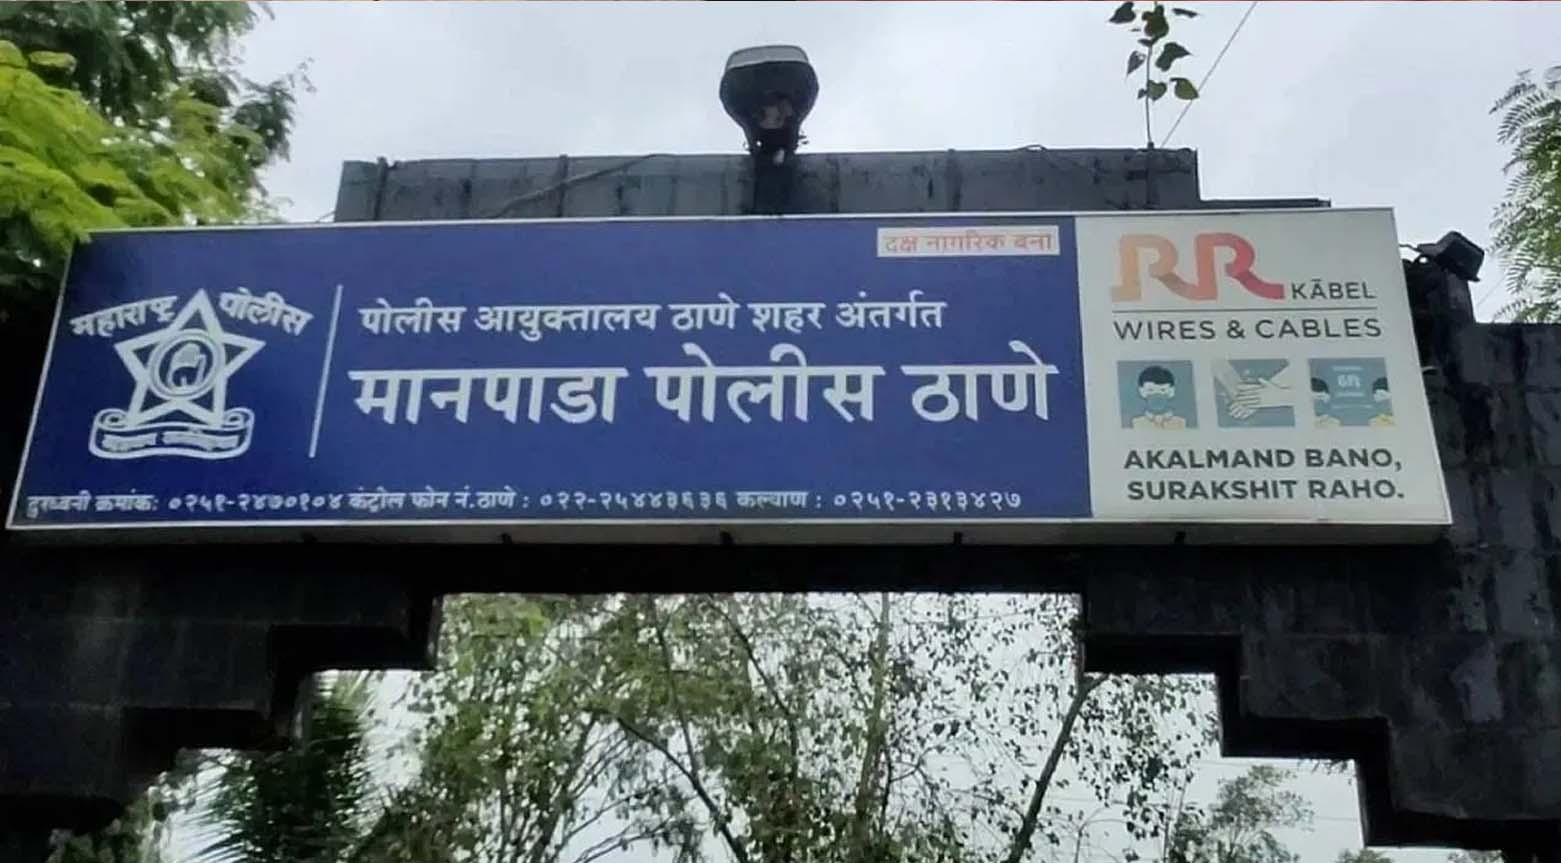 दक्ष नागरिक बना
महाराष्ट्र पोलीस
पोलीस आयुक्तालय ठाणे शहर अंतर्गत
मानपाडा पोलीस ठाणे
दुरध्वनी क्रमांक: ०२५१-२४७०१०४ कंट्रोल फोन नं.ठाणे : ०२२-२५४४३६३६ कल्याण : ०२५१-२३१३४२७
RR KĀBEL
WIRES & CABLES
AKALMAND BANO,
SURAKSHIT RAHO.